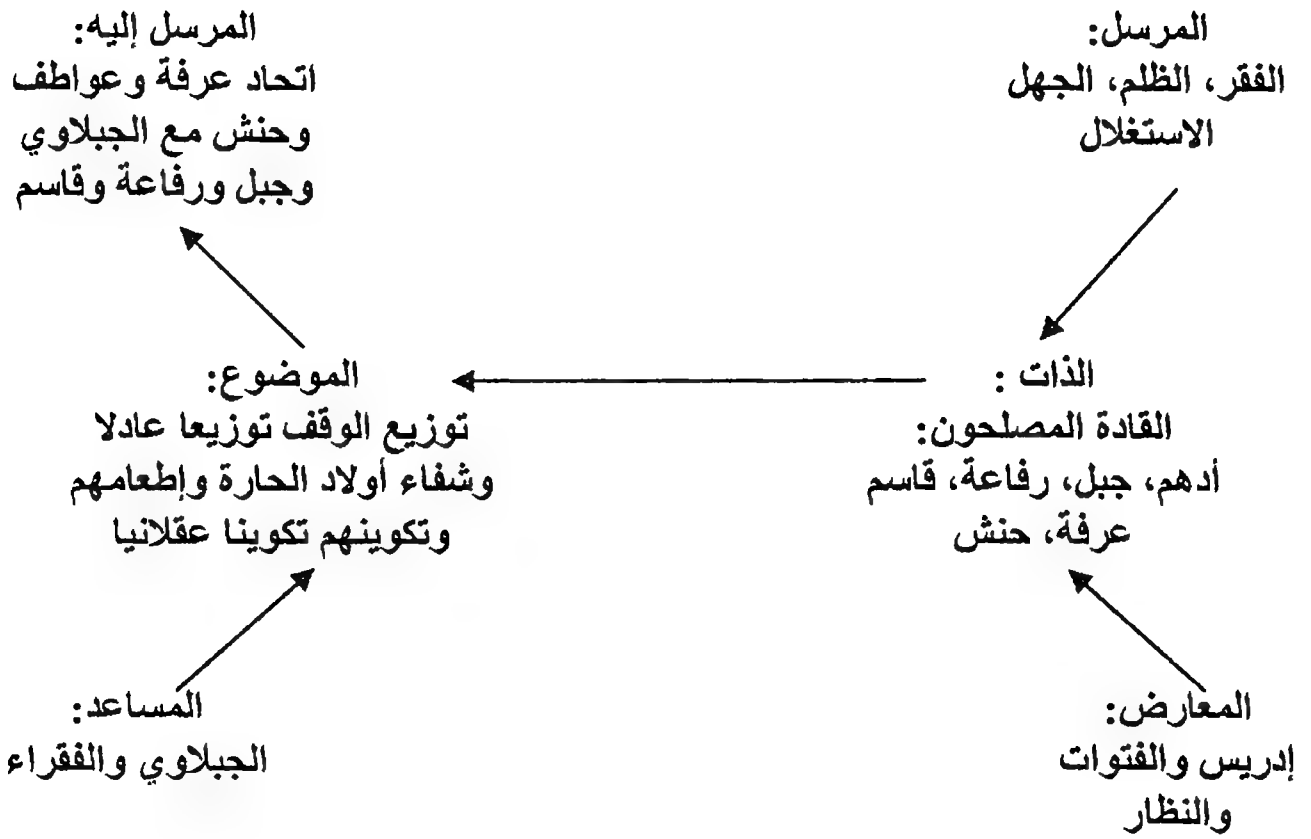 المرسل:
الفقر، الظلم، الجهل
الاستغلال
المرسل إليه:
اتحاد عرفة وعواطف
وحنش مع الجبلاوي
وجبل ورفاعة وقاسم
الذات :
القادة المصلحون:
أدهم، جبل، رفاعة، قاسم
عرفة، حنش
الموضوع:
توزيع الوقف توزيعا عادلا
وشفاء أولاد الحارة وإطعامهم
وتكوينهم تكوينا عقلانيا
المعارض:
إدريس والفتوات
والنظار
المساعد:
الجبلاوي والفقراء